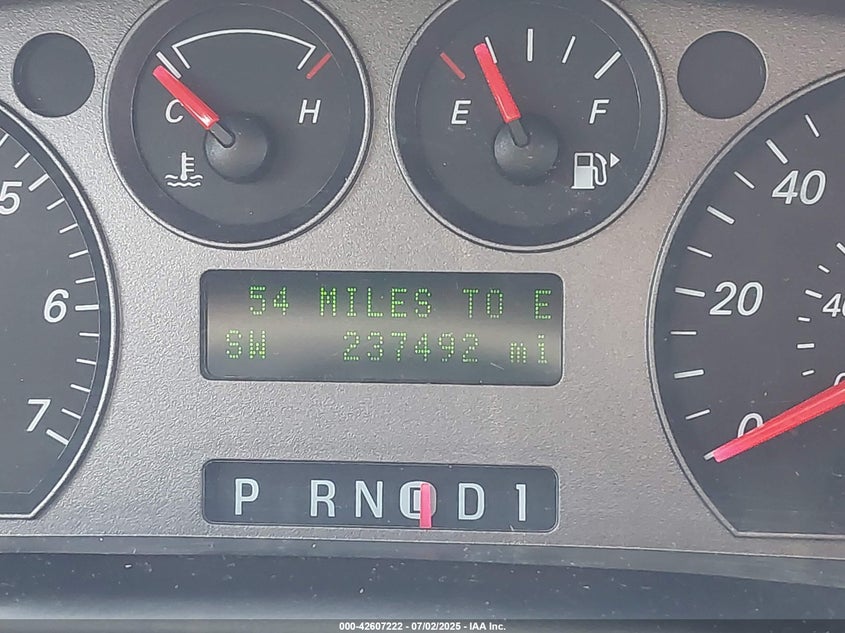 C H
E F
5
6
7
40
20
0
54 MILES TO E
SW 237492 mi
P R N D D 1
000-42607222 - 07/02/2025 - IAA Inc.